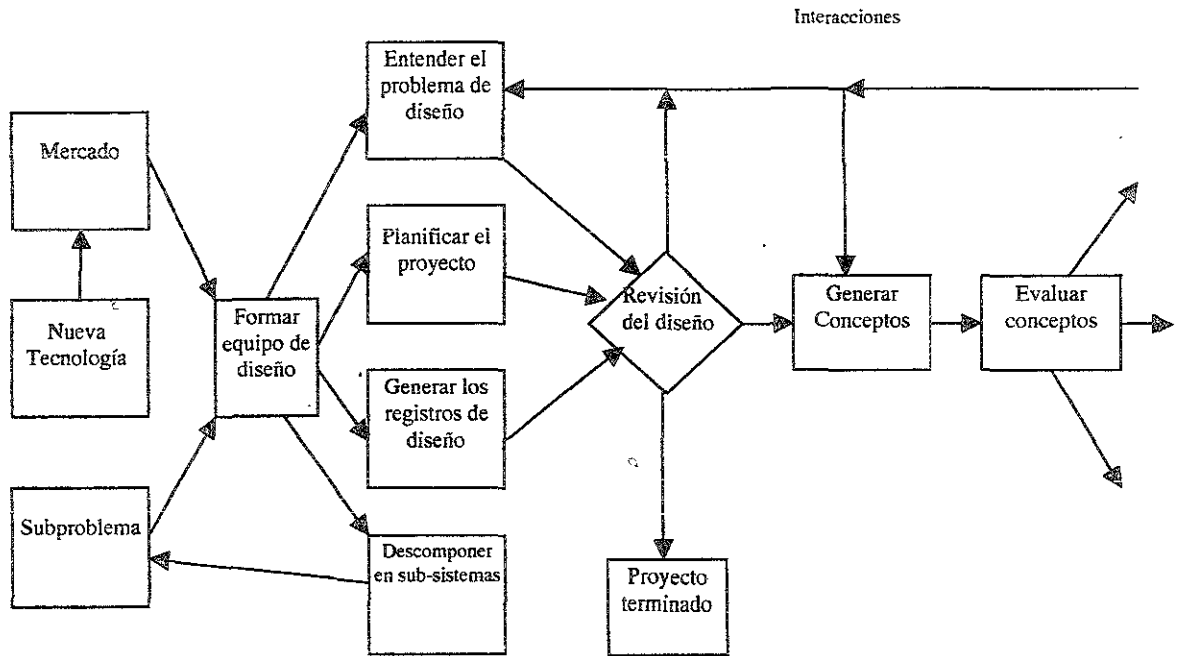 Interacciones
Entender el
problema de
diseño
Mercado
Planificar el
proyecto
Nueva
Tecnología
Formar
equipo de
diseño
Revisión
del diseño
Generar
Conceptos
Evaluar
conceptos
Generar los
registros de
diseño
Subproblema
Descomponer
en sub-sistemas
Proyecto
terminado